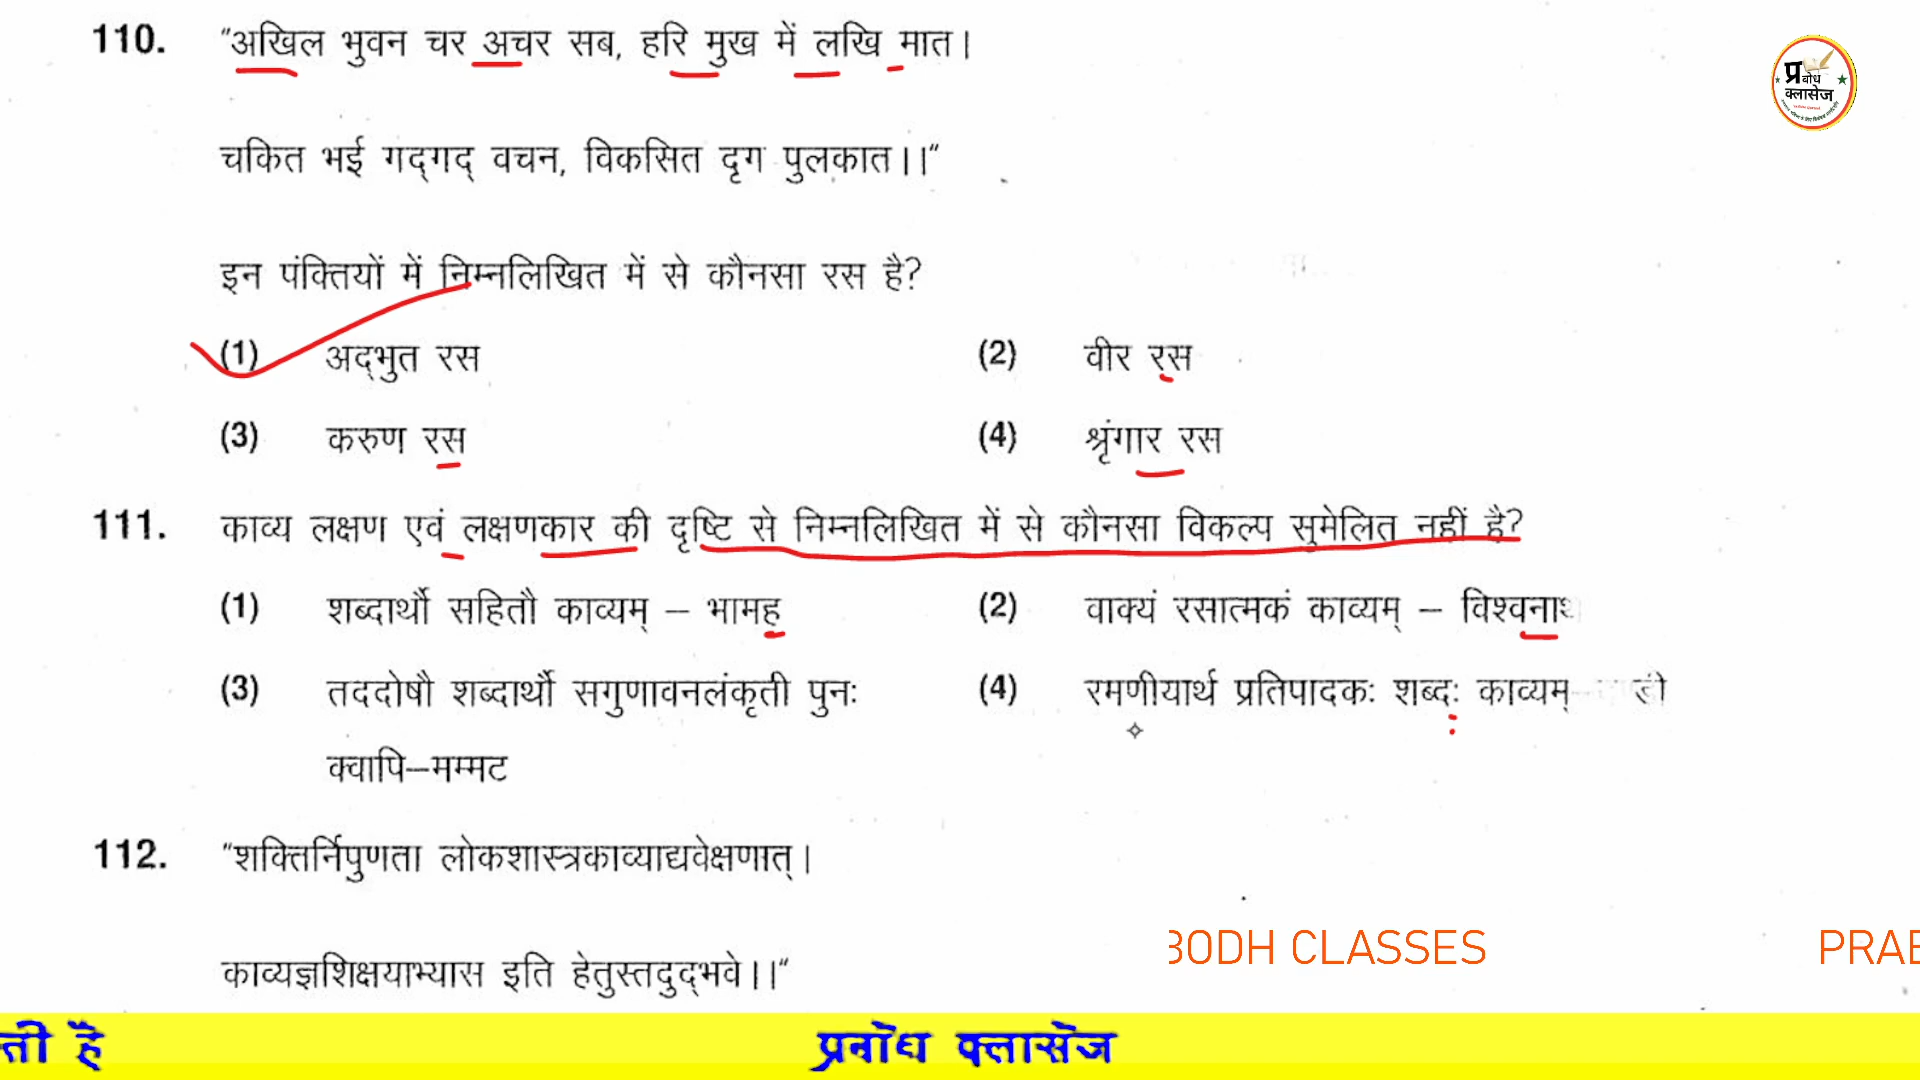 110. "अखिल भुवन चर अचर सब, हरि मुख में लखि मात।
चकित भई गद्‌गद् वचन, विकसित दृग पुलकात।।"
इन पंक्तियों में निम्नलिखित में से कौनसा रस है?
(1) अद्‌भुत रस (2) वीर रस
(3) करुण रस (4) श्रृंगार रस
111. काव्य लक्षण एवं लक्षणकार की दृष्टि से निम्नलिखित में से कौनसा विकल्प सुमेलित नहीं है?
(1) शब्दार्थौ सहितौ काव्यम् – भामह (2) वाक्यं रसात्मकं काव्यम् – विश्वनाथ
(3) तददोषौ शब्दार्थौ सगुणावनलंकृती पुनः (4) रमणीयार्थ प्रतिपादकः शब्दः काव्यम्
क्वापि–मम्मट
112. "शक्तिर्निपुणता लोकशास्त्रकाव्याद्यवेक्षणात्।
काव्यज्ञशिक्षयाभ्यास इति हेतुस्तदुद्‌भवे।।"
प्रबोध
क्लासेज
BODH CLASSES PRAB
ती है प्रबोध क्लासेज